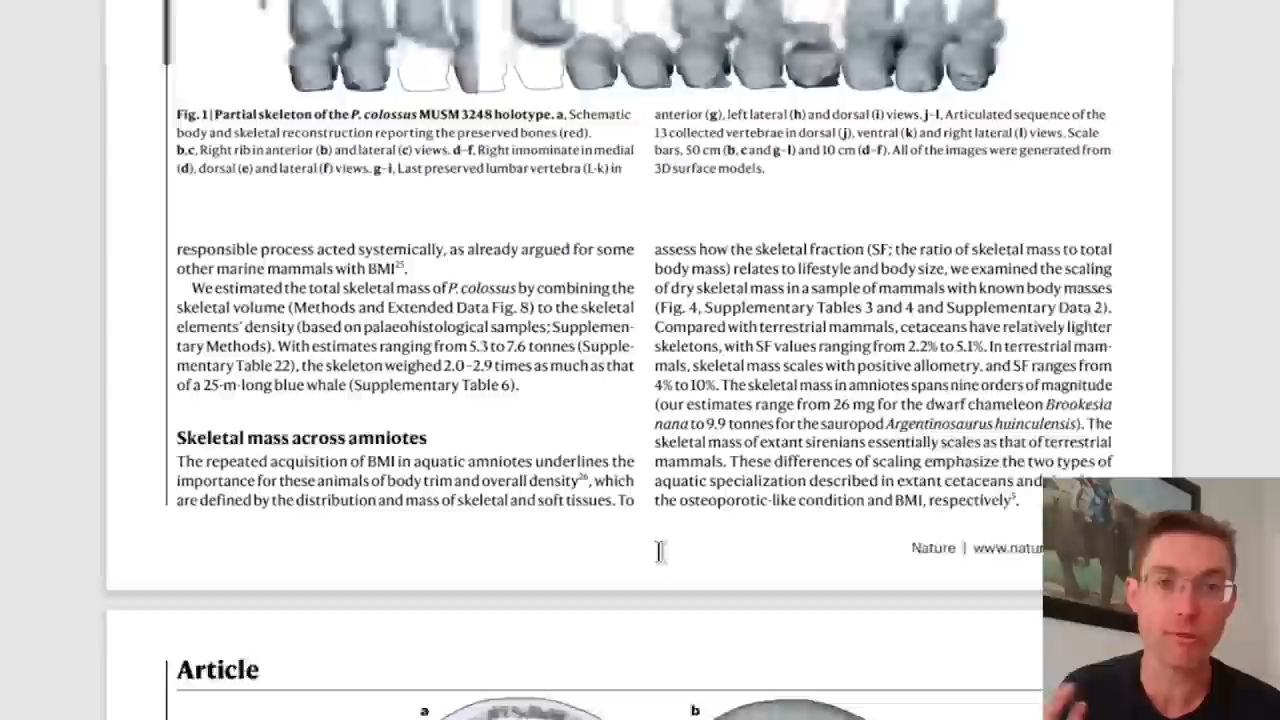 Fig. 1 | Partial skeleton of the P. colossus MUSM 3248 holotype. a, Schematic
body and skeletal reconstruction reporting the preserved bones (red).
b,c, Right rib in anterior (b) and lateral (c) views. d–f, Right innominate in medial
(d), dorsal (e) and lateral (f) views. g–i, Last preserved lumbar vertebra (L-k) in
anterior (g), left lateral (h) and dorsal (i) views. j–l, Articulated sequence of the
13 collected vertebrae in dorsal (j), ventral (k) and right lateral (l) views. Scale
bars, 50 cm (b, c and g–l) and 10 cm (d–f). All of the images were generated from
3D surface models.
responsible process acted systemically, as already argued for some
other marine mammals with BMI25.
We estimated the total skeletal mass of P. colossus by combining the
skeletal volume (Methods and Extended Data Fig. 8) to the skeletal
elements' density (based on palaeohistological samples; Supplemen-
tary Methods). With estimates ranging from 5.3 to 7.6 tonnes (Supple-
mentary Table 22), the skeleton weighed 2.0–2.9 times as much as that
of a 25-m-long blue whale (Supplementary Table 6).
Skeletal mass across amniotes
The repeated acquisition of BMI in aquatic amniotes underlines the
importance for these animals of body trim and overall density26, which
are defined by the distribution and mass of skeletal and soft tissues. To
assess how the skeletal fraction (SF; the ratio of skeletal mass to total
body mass) relates to lifestyle and body size, we examined the scaling
of dry skeletal mass in a sample of mammals with known body masses
(Fig. 4, Supplementary Tables 3 and 4 and Supplementary Data 2).
Compared with terrestrial mammals, cetaceans have relatively lighter
skeletons, with SF values ranging from 2.2% to 5.1%. In terrestrial mam-
mals, skeletal mass scales with positive allometry, and SF ranges from
4% to 10%. The skeletal mass in amniotes spans nine orders of magnitude
(our estimates range from 26 mg for the dwarf chameleon Brookesia
nana to 9.9 tonnes for the sauropod Argentinosaurus huinculensis). The
skeletal mass of extant sirenians essentially scales as that of terrestrial
mammals. These differences of scaling emphasize the two types of
aquatic specialization described in extant cetaceans and
the osteoporotic-like condition and BMI, respectively5.
Nature | www.natur
Article
a
b